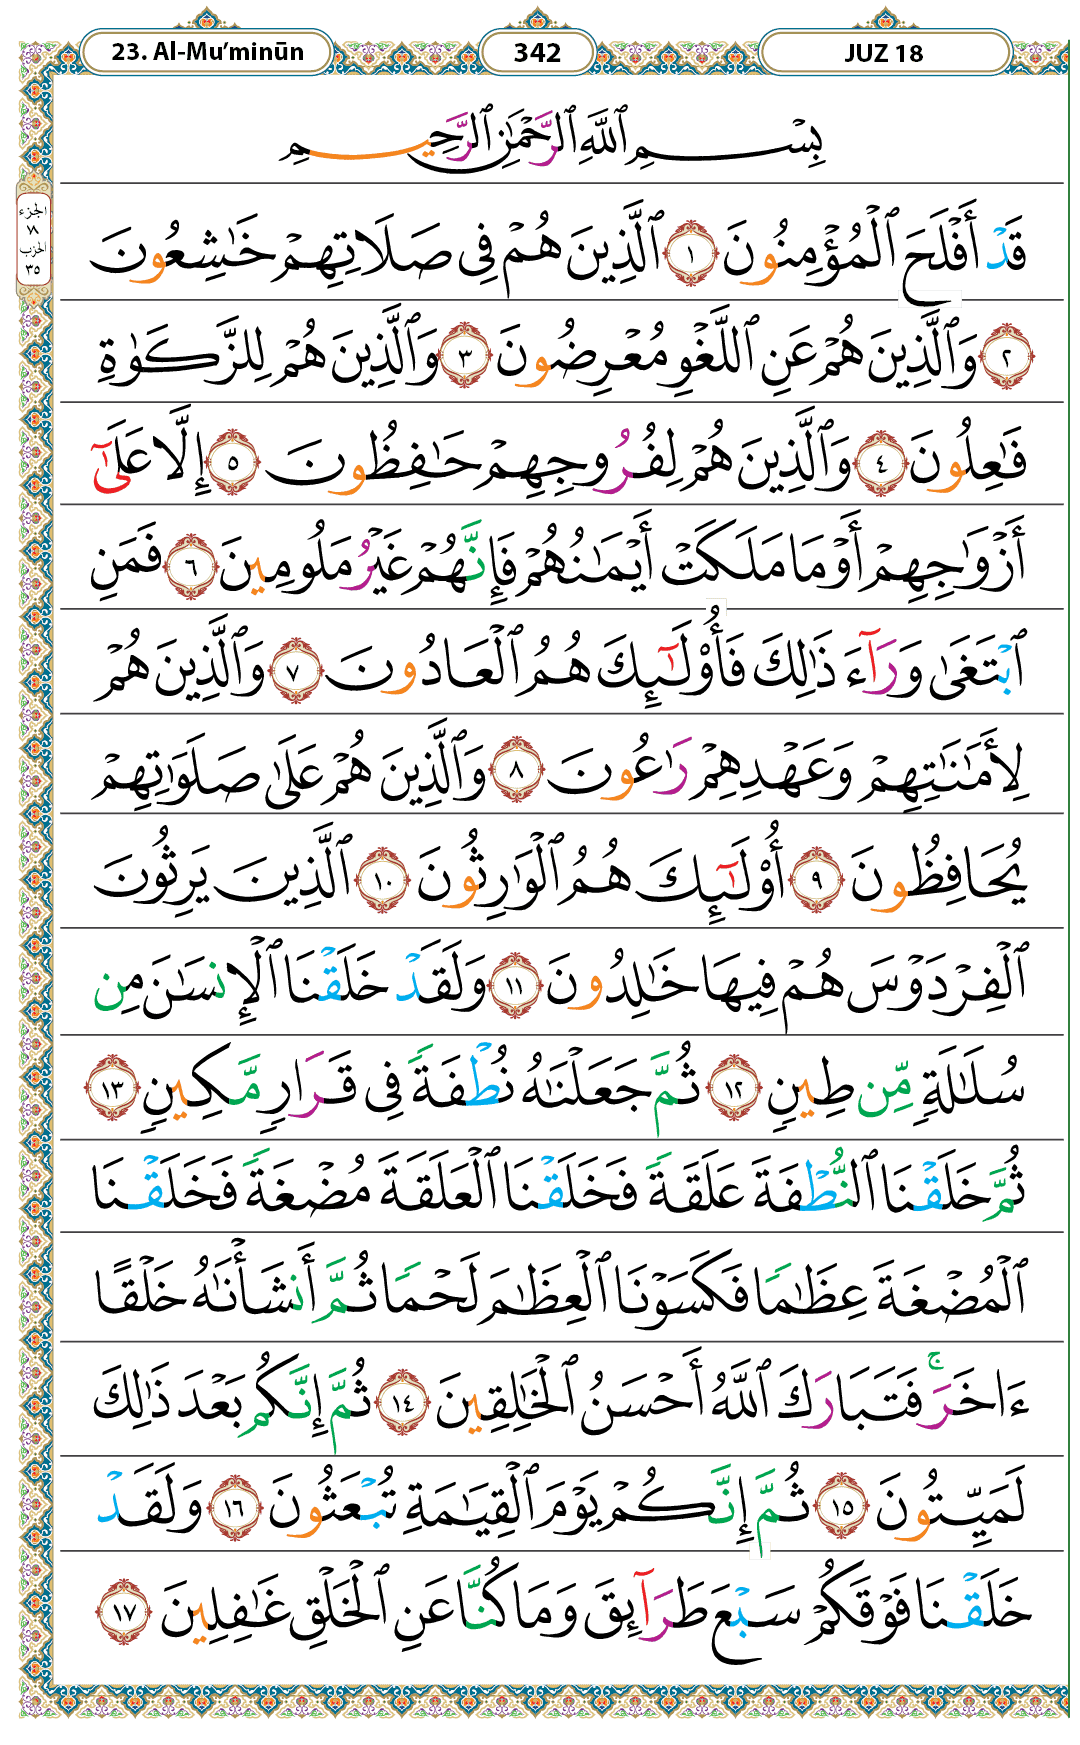 23. Al-Mu’minūn
342
JUZ 18
بِسْمِ ٱللَّهِ ٱلرَّحْمَٰنِ ٱلرَّحِيمِ
الجزء
١٨
الحزب
٣٥
قَدْ أَفْلَحَ ٱلْمُؤْمِنُونَ ١ ٱلَّذِينَ هُمْ فِى صَلَاتِهِمْ خَٰشِعُونَ
٢ وَٱلَّذِينَ هُمْ عَنِ ٱللَّغْوِ مُعْرِضُونَ ٣ وَٱلَّذِينَ هُمْ لِلزَّكَوٰةِ
فَٰعِلُونَ ٤ وَٱلَّذِينَ هُمْ لِفُرُوجِهِمْ حَٰفِظُونَ ٥ إِلَّا عَلَىٰٓ
أَزْوَٰجِهِمْ أَوْ مَا مَلَكَتْ أَيْمَٰنُهُمْ فَإِنَّهُمْ غَيْرُ مَلُومِينَ ٦ فَمَنِ
ٱبْتَغَىٰ وَرَآءَ ذَٰلِكَ فَأُو۟لَٰٓئِكَ هُمُ ٱلْعَادُونَ ٧ وَٱلَّذِينَ هُمْ
لِأَمَٰنَٰتِهِمْ وَعَهْدِهِمْ رَٰعُونَ ٨ وَٱلَّذِينَ هُمْ عَلَىٰ صَلَوَٰتِهِمْ
يُحَافِظُونَ ٩ أُو۟لَٰٓئِكَ هُمُ ٱلْوَٰرِثُونَ ١٠ ٱلَّذِينَ يَرِثُونَ
ٱلْفِرْدَوْسَ هُمْ فِيهَا خَٰلِدُونَ ١١ وَلَقَدْ خَلَقْنَا ٱلْإِنسَٰنَ مِن
سُلَٰلَةٍ مِّن طِينٍ ١٢ ثُمَّ جَعَلْنَٰهُ نُطْفَةً فِى قَرَارٍ مَّكِينٍ ١٣
ثُمَّ خَلَقْنَا ٱلنُّطْفَةَ عَلَقَةً فَخَلَقْنَا ٱلْعَلَقَةَ مُضْغَةً فَخَلَقْنَا
ٱلْمُضْغَةَ عِظَٰمًا فَكَسَوْنَا ٱلْعِظَٰمَ لَحْمًا ثُمَّ أَنشَأْنَٰهُ خَلْقًا
ءَاخَرَ ۚ فَتَبَارَكَ ٱللَّهُ أَحْسَنُ ٱلْخَٰلِقِينَ ١٤ ثُمَّ إِنَّكُم بَعْدَ ذَٰلِكَ
لَمَيِّتُونَ ١٥ ثُمَّ إِنَّكُمْ يَوْمَ ٱلْقِيَٰمَةِ تُبْعَثُونَ ١٦ وَلَقَدْ
خَلَقْنَا فَوْقَكُمْ سَبْعَ طَرَآئِقَ وَمَا كُنَّا عَنِ ٱلْخَلْقِ غَٰفِلِينَ ١٧